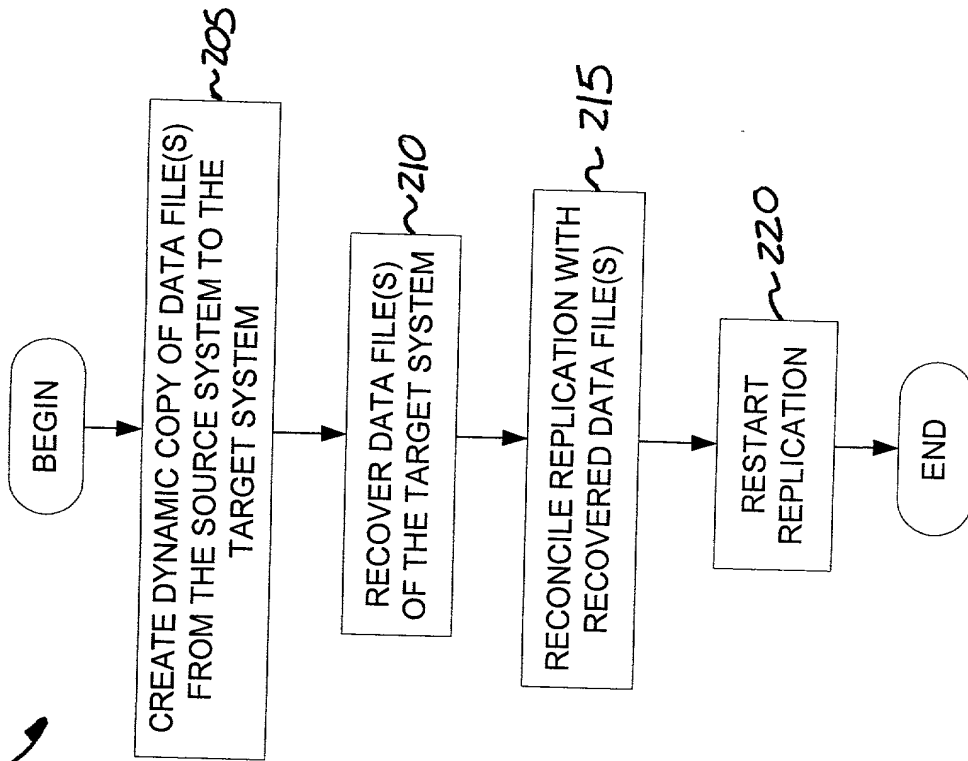 BEGIN
CREATE DYNAMIC COPY OF DATA FILE(S)
FROM THE SOURCE SYSTEM TO THE
TARGET SYSTEM
~205
RECOVER DATA FILE(S)
OF THE TARGET SYSTEM
~210
RECONCILE REPLICATION WITH
RECOVERED DATA FILE(S)
~215
RESTART
REPLICATION
~220
END